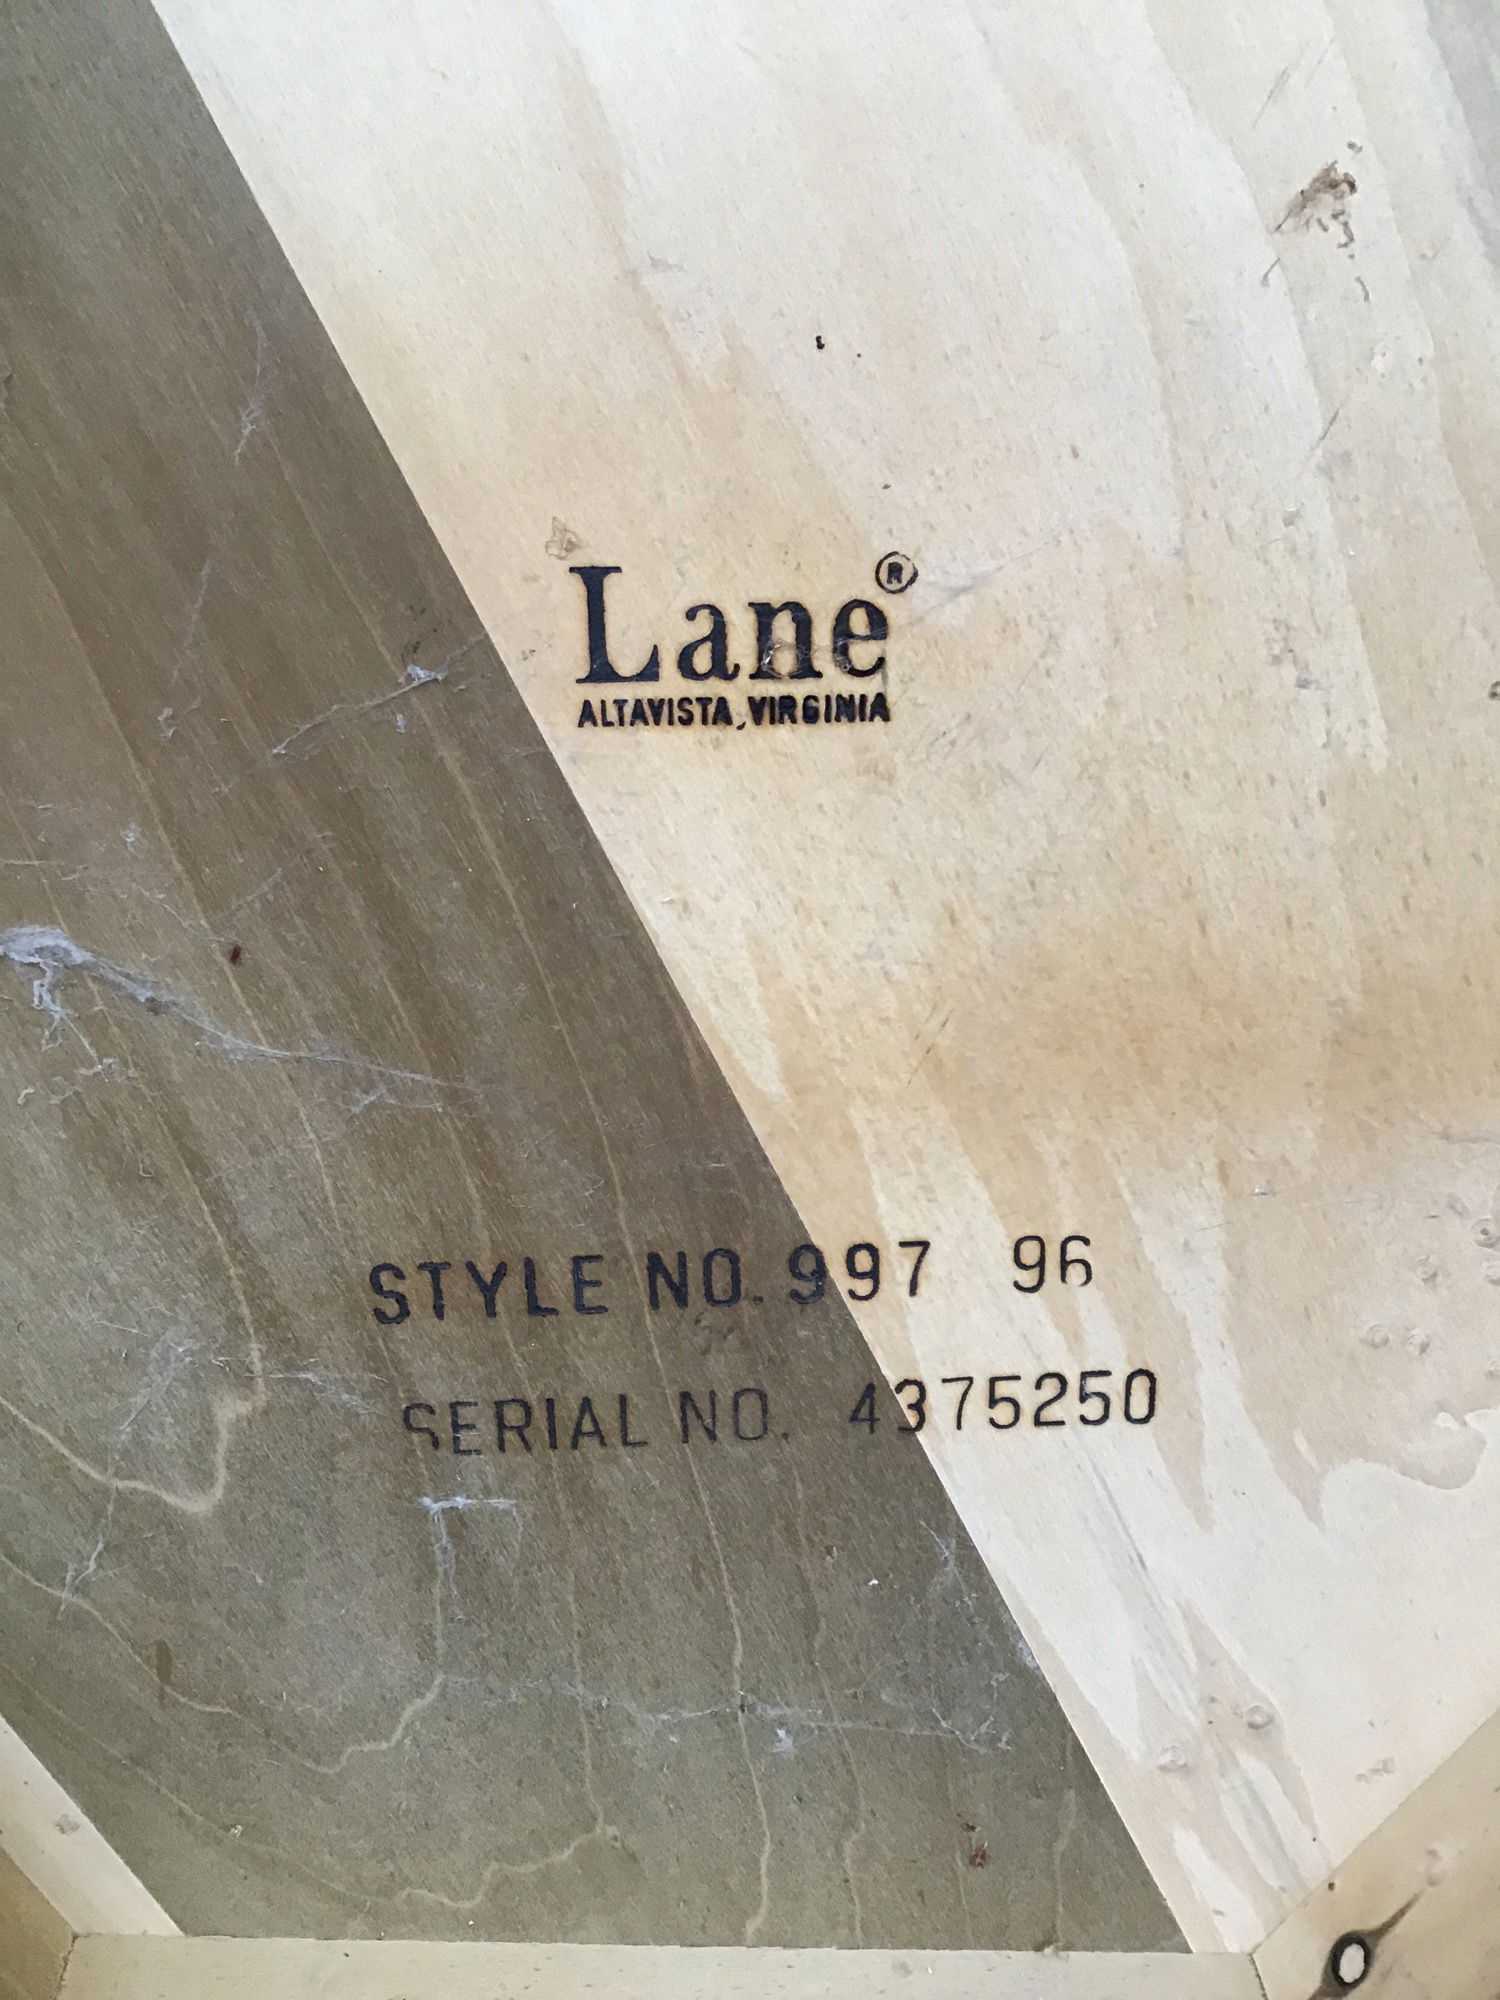 Lane®
ALTAVISTA, VIRGINIA
STYLE NO. 997 96
SERIAL NO. 4375250